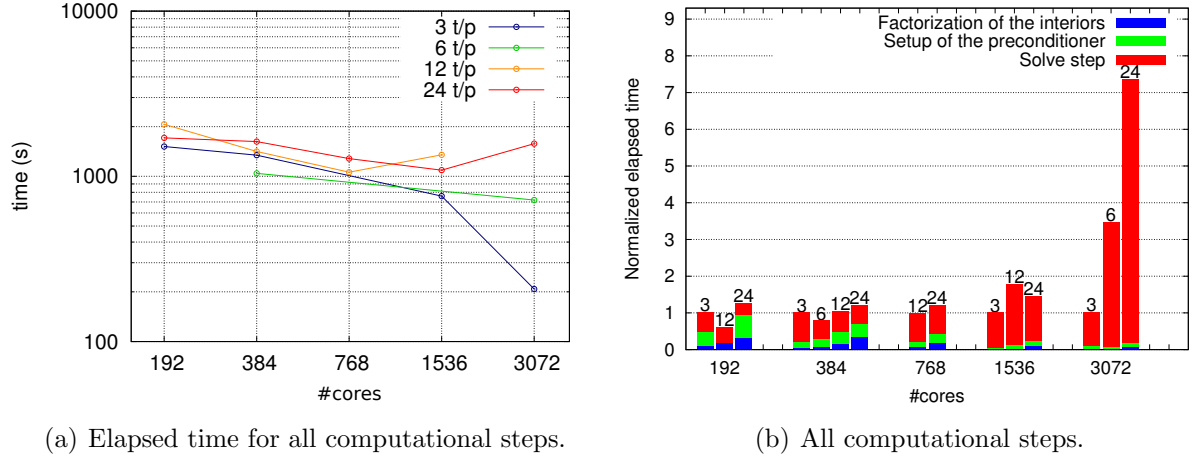 10000
1000
100
time (s)
3 t/p
6 t/p
12 t/p
24 t/p
192 384 768 1536 3072
#cores
(a) Elapsed time for all computational steps.
9
8
7
6
5
4
3
2
1
0
Normalized elapsed time
Factorization of the interiors
Setup of the preconditioner
Solve step
3 12 24
3 6 12 24
12 24
3 12 24
3 6 24
192 384 768 1536 3072
#cores
(b) All computational steps.